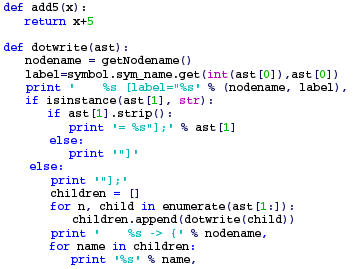 def add5(x):
    return x+5

def dotwrite(ast):
    nodename = getNodename()
    label=symbol.sym_name.get(int(ast[0]),ast[0])
    print '    %s [label="%s' % (nodename, label),
    if isinstance(ast[1], str):
        if ast[1].strip():
            print '= %s"];' % ast[1]
        else:
            print '"]'
    else:
        print '"];'
        children = []
        for n, child in enumerate(ast[1:]):
            children.append(dotwrite(child))
        print '    %s -> {' % nodename,
        for name in children:
            print '%s' % name,